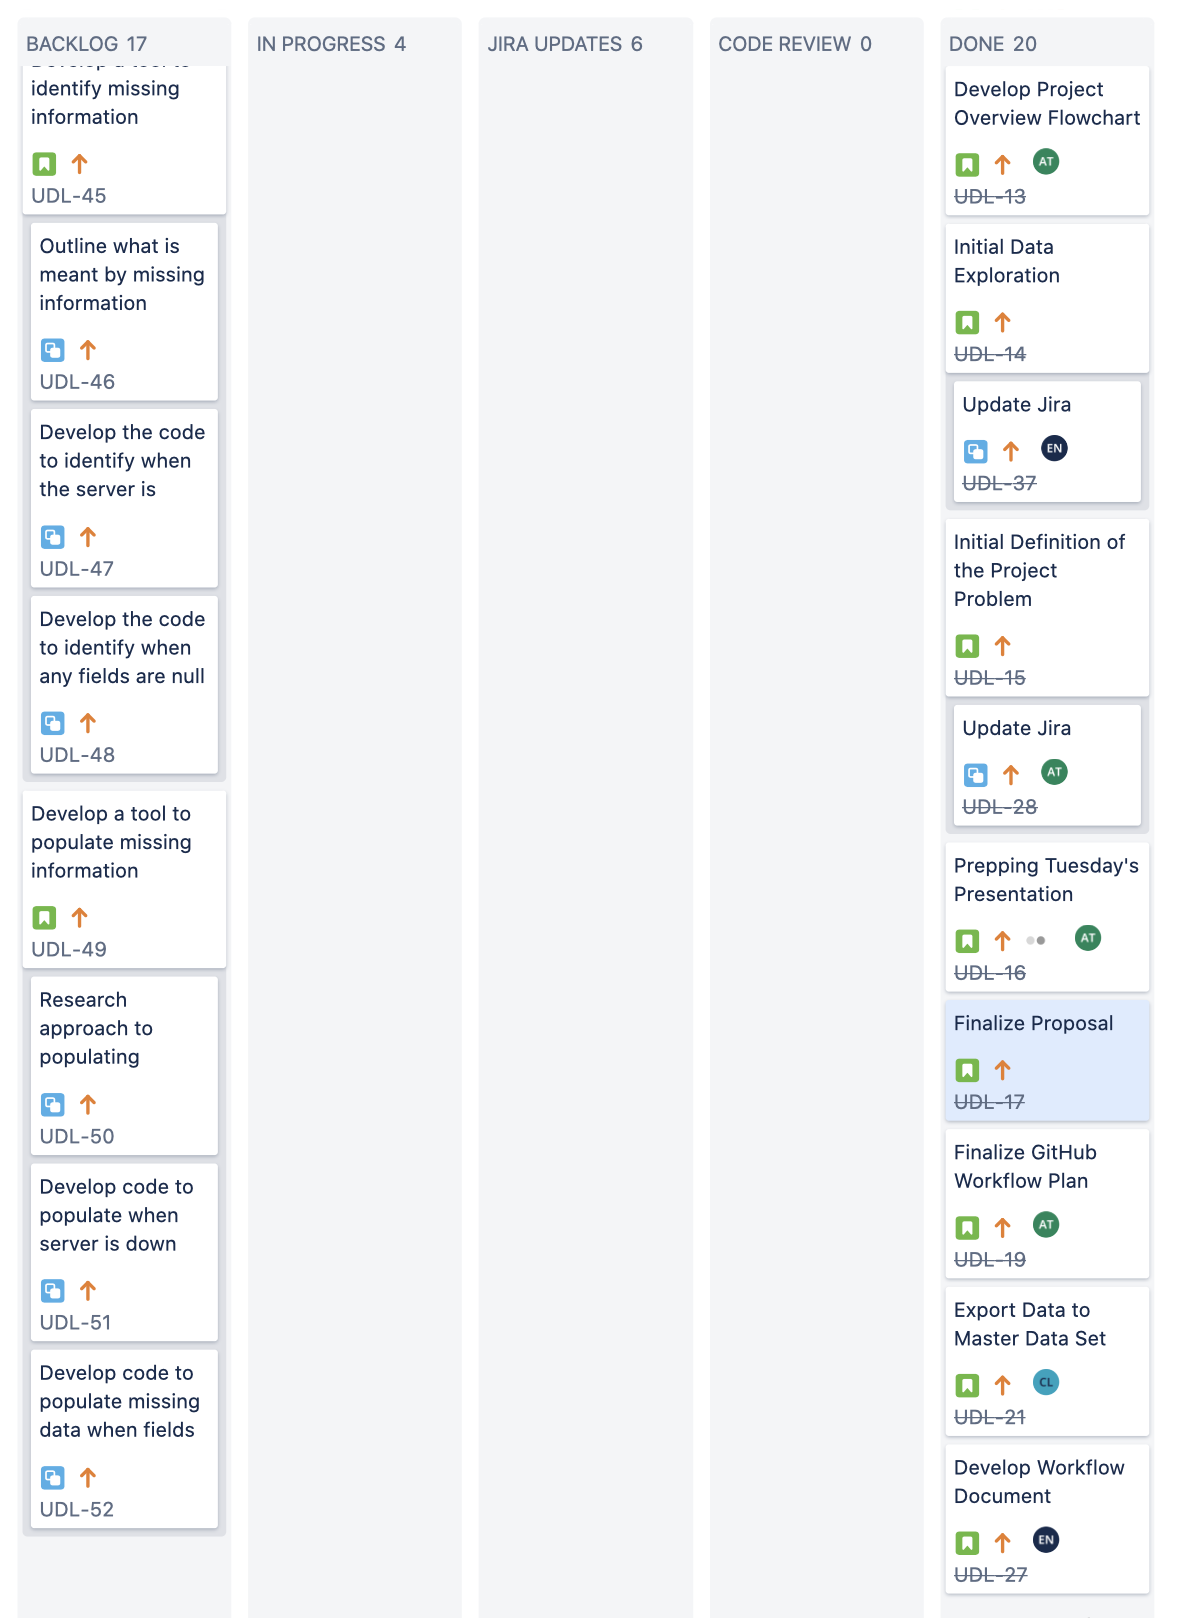 BACKLOG 17
Develop a tool to
identify missing
information
UDL-45
Outline what is
meant by missing
information
UDL-46
Develop the code
to identify when
the server is
UDL-47
Develop the code
to identify when
any fields are null
UDL-48
Develop a tool to
populate missing
information
UDL-49
Research
approach to
populating
UDL-50
Develop code to
populate when
server is down
UDL-51
Develop code to
populate missing
data when fields
UDL-52
IN PROGRESS 4
JIRA UPDATES 6
CODE REVIEW 0
DONE 20
Develop Project
Overview Flowchart
AT
UDL-13
Initial Data
Exploration
UDL-14
Update Jira
EN
UDL-37
Initial Definition of
the Project
Problem
UDL-15
Update Jira
AT
UDL-28
Prepping Tuesday's
Presentation
AT
UDL-16
Finalize Proposal
UDL-17
Finalize GitHub
Workflow Plan
AT
UDL-19
Export Data to
Master Data Set
CL
UDL-21
Develop Workflow
Document
EN
UDL-27